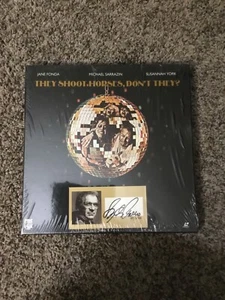 JANE FONDA MICHAEL SARRAZIN SUSANNAH YORK
THEY SHOOT HORSES, DON'T THEY?